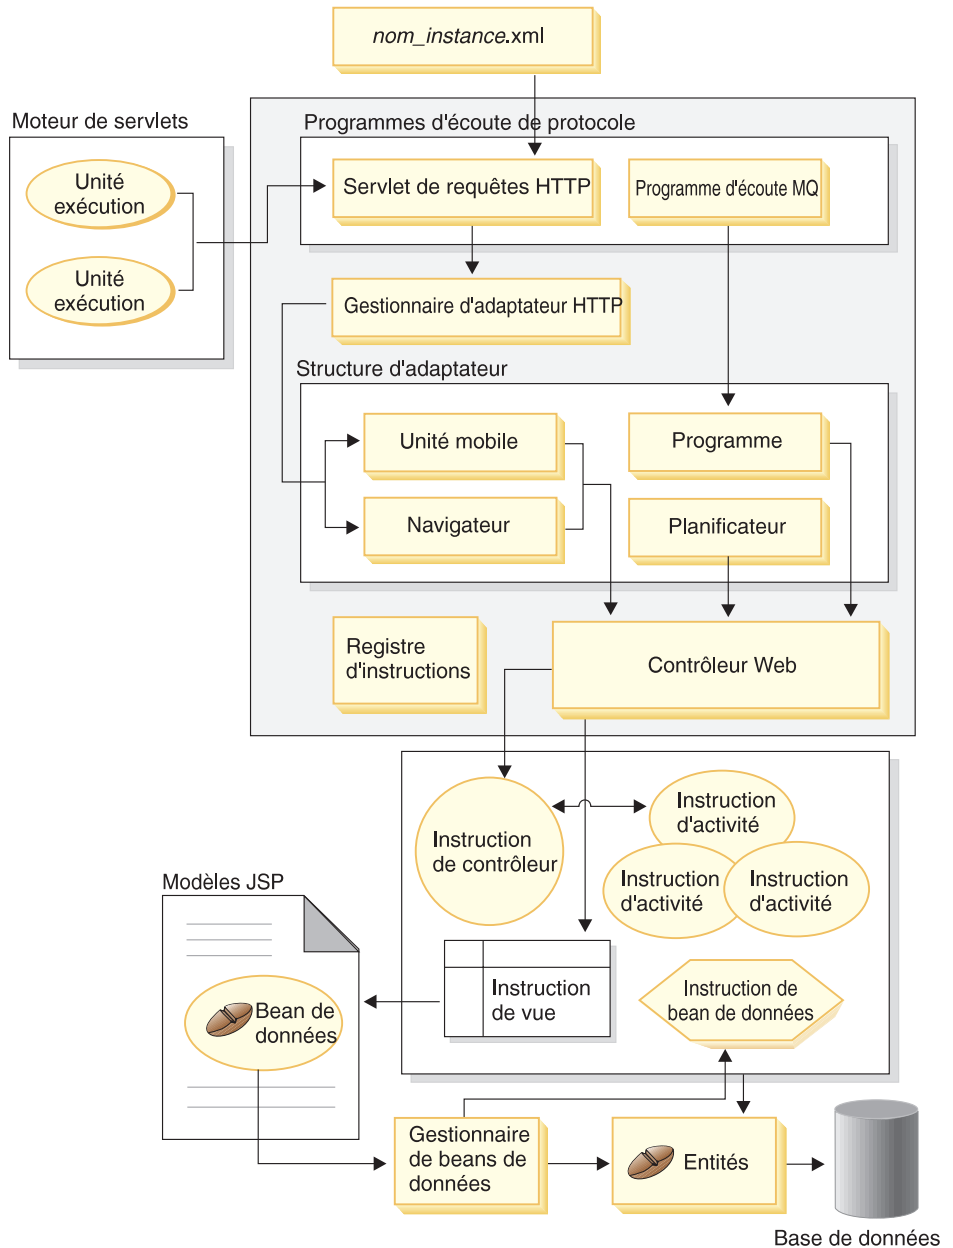 nom_instance.xml
Moteur de servlets
Programmes d'écoute de protocole
Unité
exécution
Servlet de requêtes HTTP
Programme d'écoute MQ
Unité
exécution
Gestionnaire d'adaptateur HTTP
Structure d'adaptateur
Unité mobile
Programme
Navigateur
Planificateur
Registre
d'instructions
Contrôleur Web
Instruction
de contrôleur
Instruction
d'activité
Instruction
d'activité
Instruction
d'activité
Modèles JSP
Bean de
données
Instruction
de vue
Instruction de
bean de données
Gestionnaire
de beans de
données
Entités
Base de données